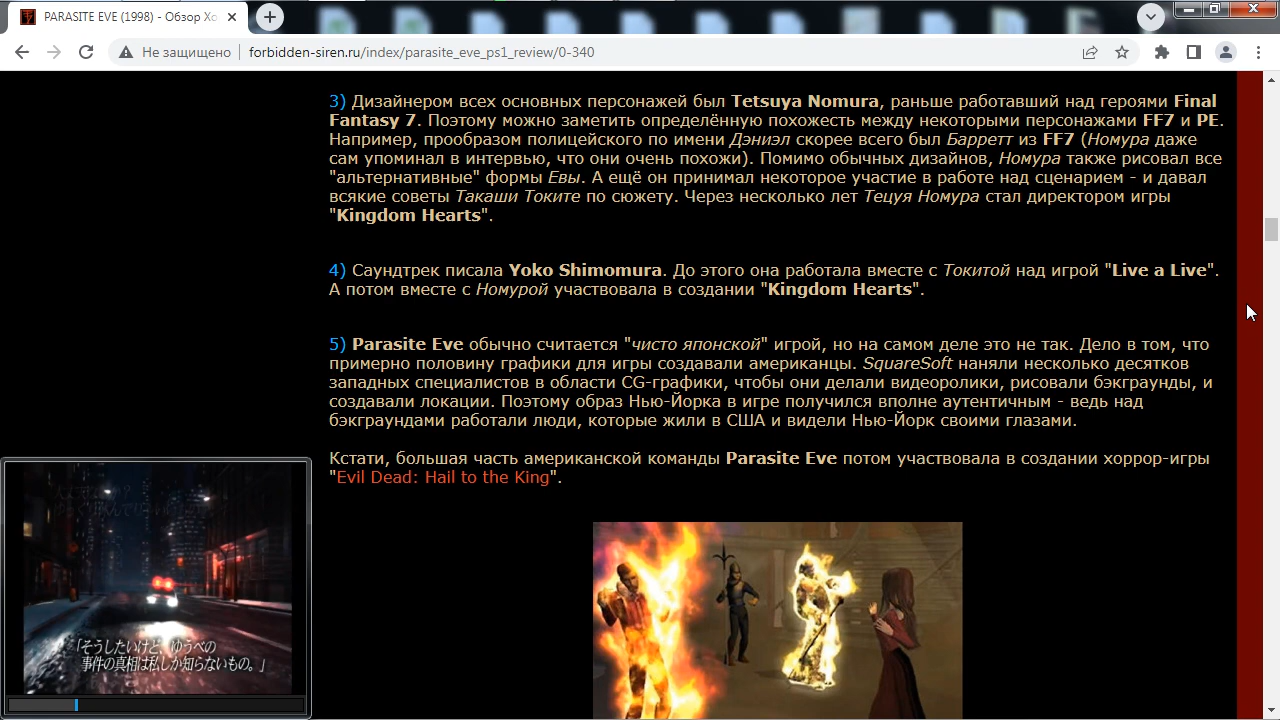 PARASITE EVE (1998) - Обзор Хо
Не защищено
forbidden-siren.ru/index/parasite_eve_ps1_review/0-340
3) Дизайнером всех основных персонажей был Tetsuya Nomura, раньше работавший над героями Final
Fantasy 7. Поэтому можно заметить определённую похожесть между некоторыми персонажами FF7 и PE.
Например, прообразом полицейского по имени Дэниэл скорее всего был Барретт из FF7 (Номура даже
сам упоминал в интервью, что они очень похожи). Помимо обычных дизайнов, Номура также рисовал все
"альтернативные" формы Евы. А ещё он принимал некоторое участие в работе над сценарием - и давал
всякие советы Такаши Токите по сюжету. Через несколько лет Тецуя Номура стал директором игры
"Kingdom Hearts".
4) Саундтрек писала Yoko Shimomura. До этого она работала вместе с Токитой над игрой "Live a Live".
А потом вместе с Номурой участвовала в создании "Kingdom Hearts".
5) Parasite Eve обычно считается "чисто японской" игрой, но на самом деле это не так. Дело в том, что
примерно половину графики для игры создавали американцы. SquareSoft наняли несколько десятков
западных специалистов в области CG-графики, чтобы они делали видеоролики, рисовали бэкграунды, и
создавали локации. Поэтому образ Нью-Йорка в игре получился вполне аутентичным - ведь над
бэкграундами работали люди, которые жили в США и видели Нью-Йорк своими глазами.
Кстати, большая часть американской команды Parasite Eve потом участвовала в создании хоррор-игры
"Evil Dead: Hail to the King".
「そうしたいけど、ゆうべの
事件の真相は私しか知らないもの。」